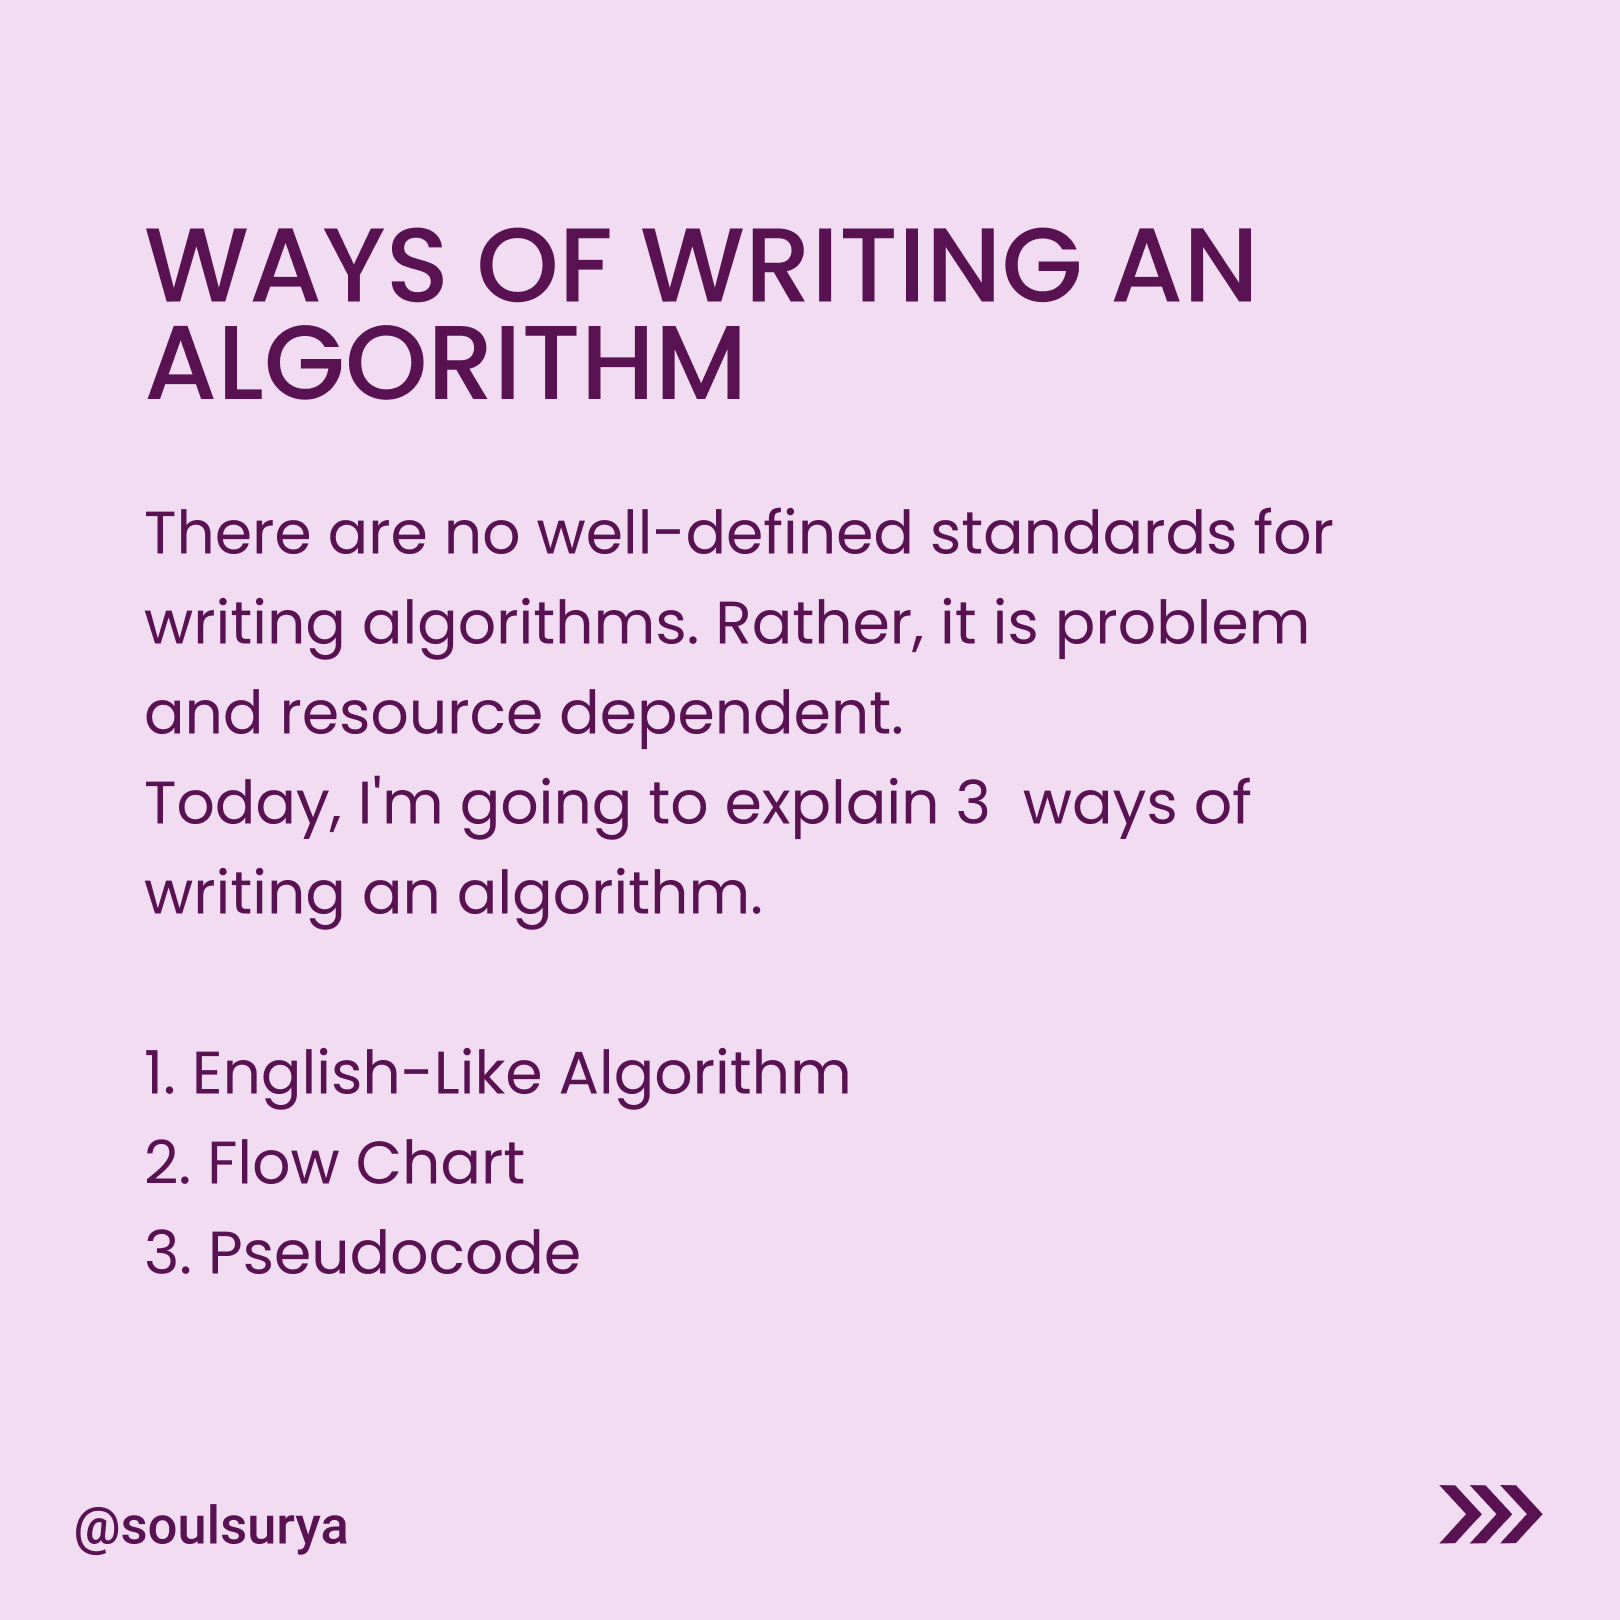 WAYS OF WRITING AN
ALGORITHM
There are no well-defined standards for
writing algorithms. Rather, it is problem
and resource dependent.
Today, I'm going to explain 3  ways of
writing an algorithm.
1. English-Like Algorithm
2. Flow Chart
3. Pseudocode
@soulsurya